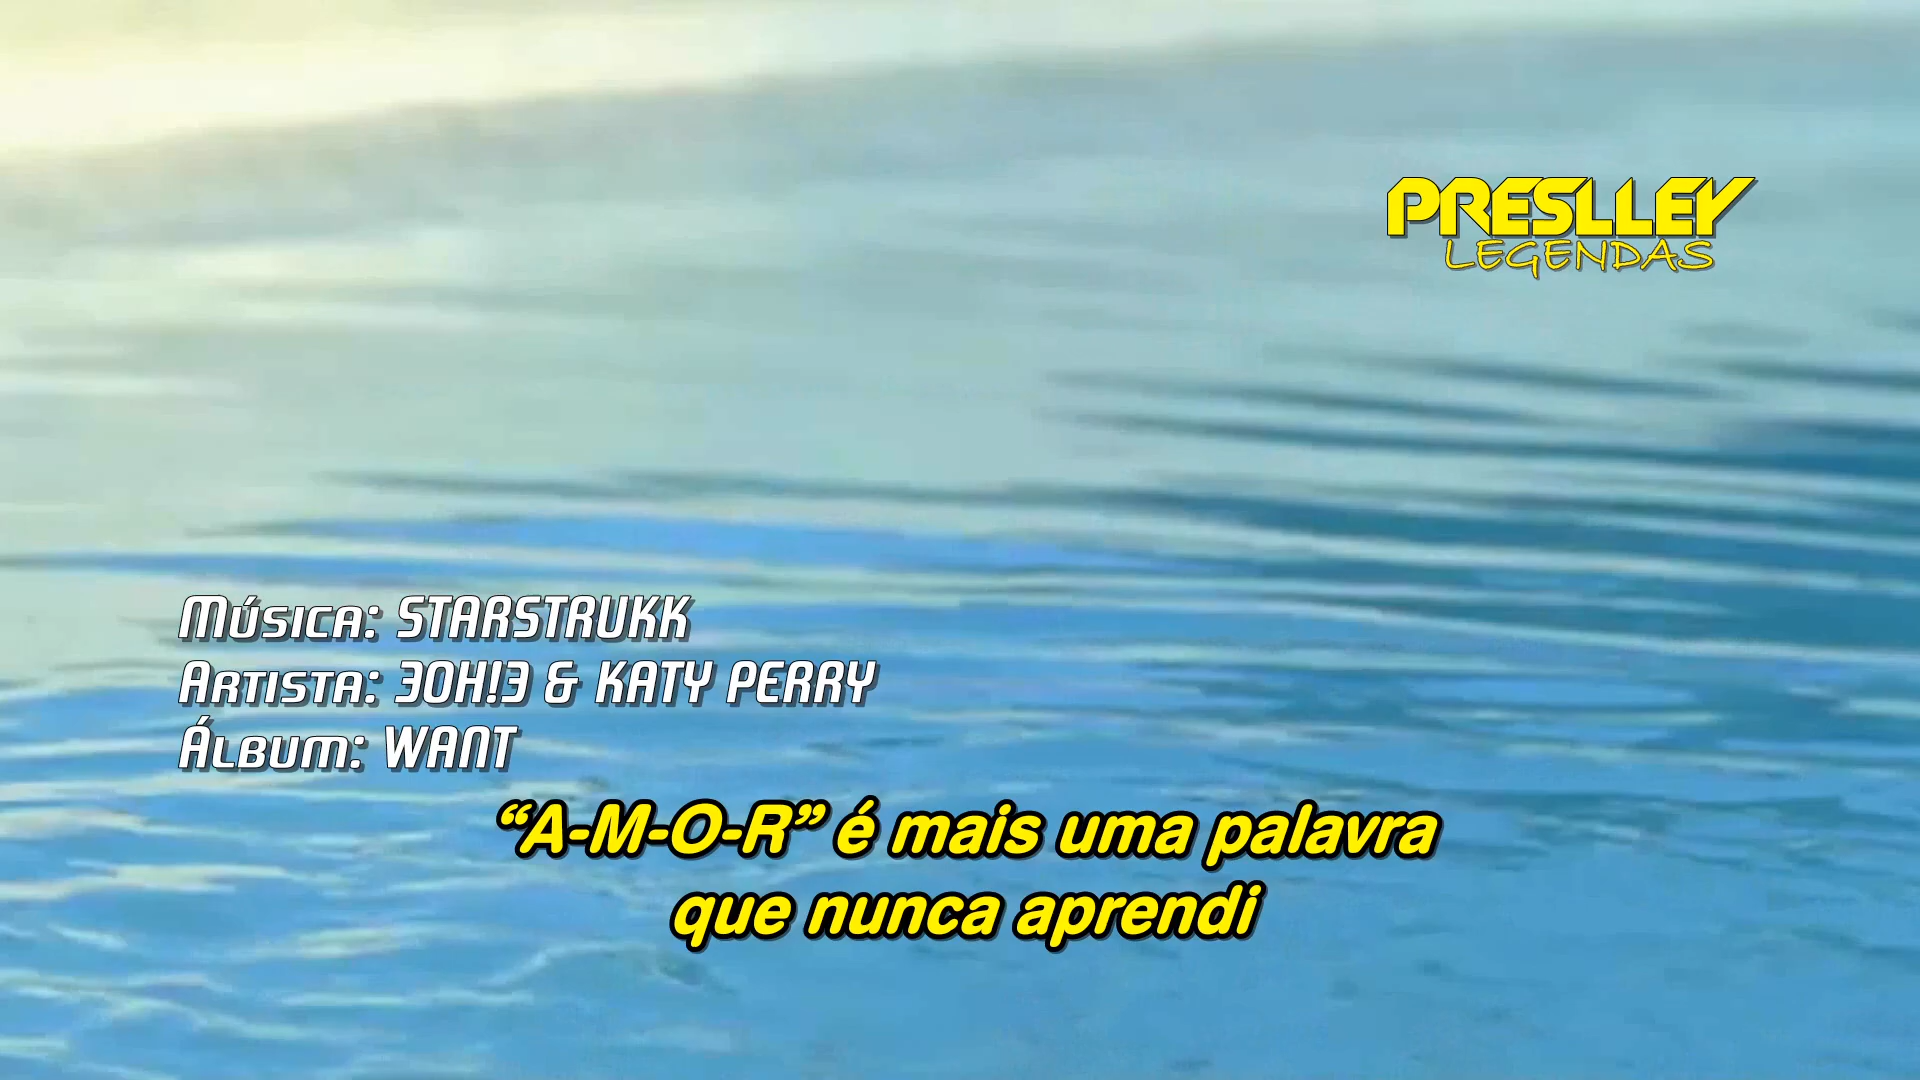 PRESLLEY
LEGENDAS
Música: STARSTRUKK
Artista: 3OH!3 & KATY PERRY
Álbum: WANT
“A-M-O-R” é mais uma palavra
que nunca aprendi